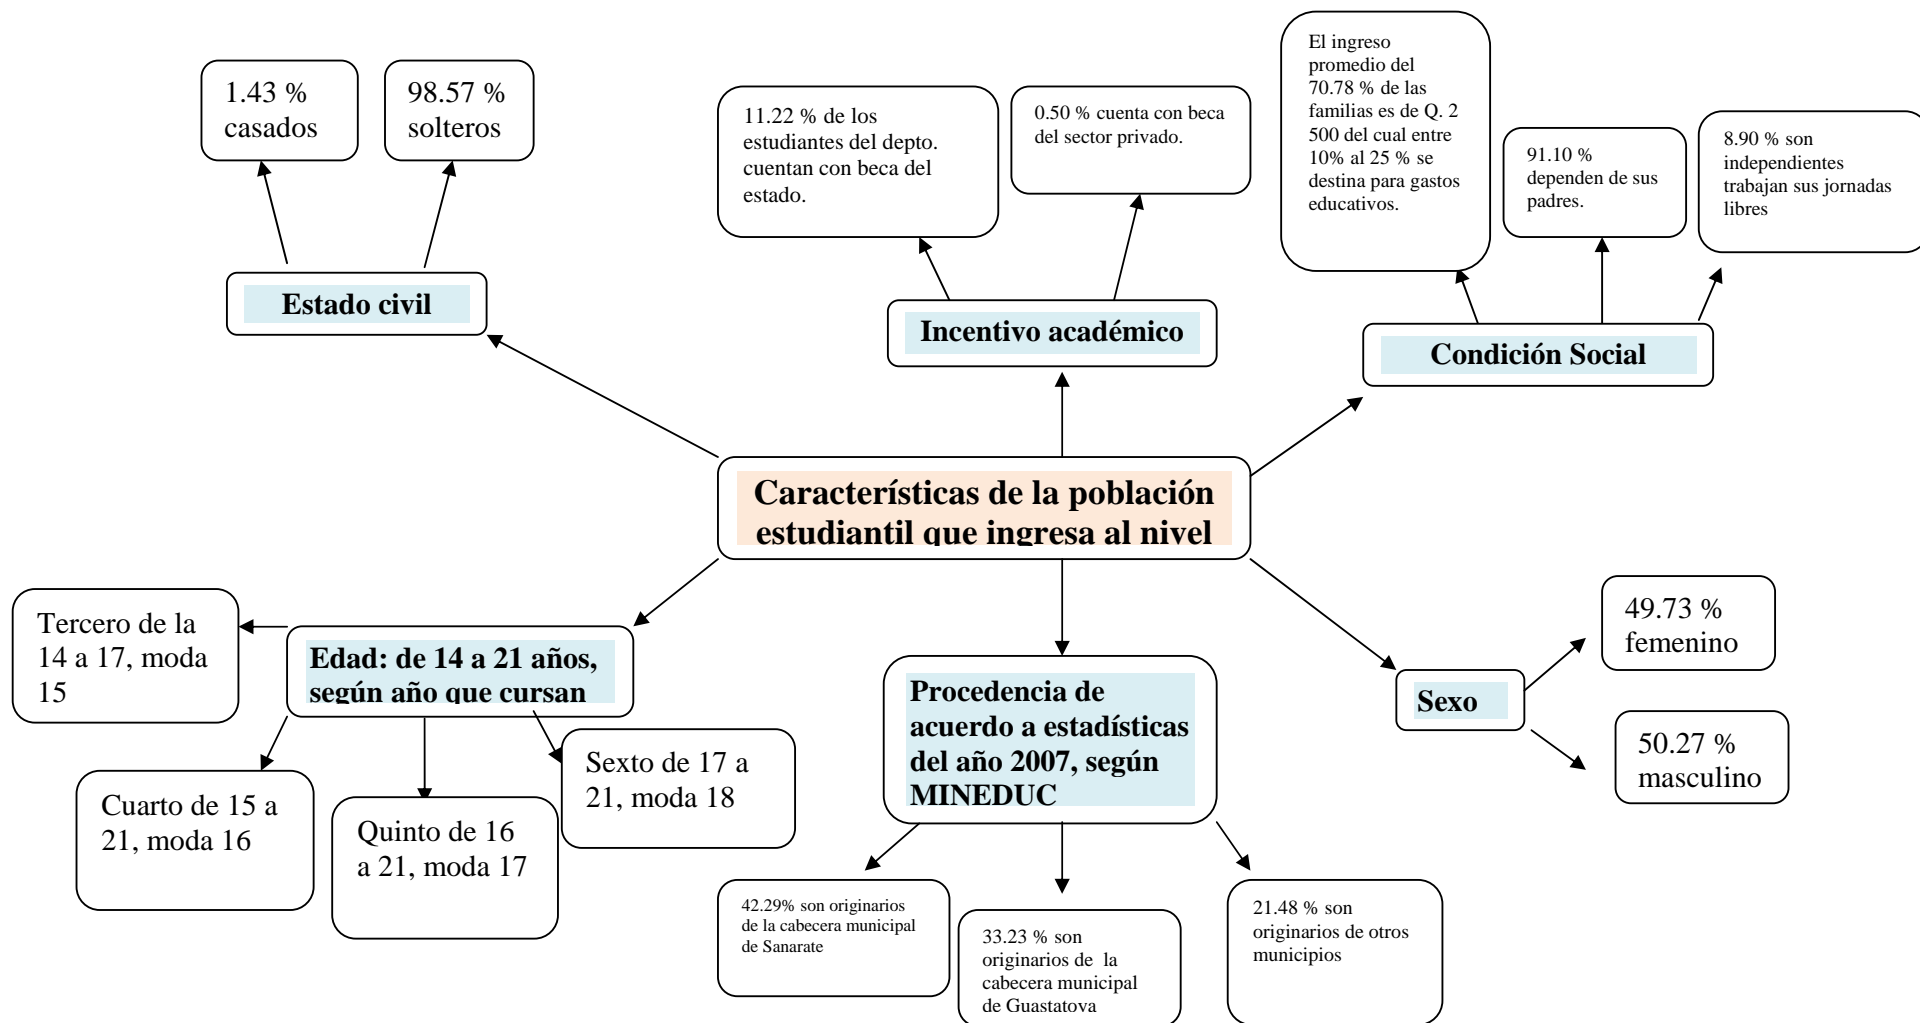 1.43 %
casados
98.57 %
solteros
11.22 % de los
estudiantes del depto.
cuentan con beca del
estado.
0.50 % cuenta con beca
del sector privado.
El ingreso
promedio del
70.78 % de las
familias es de Q. 2
500 del cual entre
10% al 25 % se
destina para gastos
educativos.
91.10 %
dependen de sus
padres.
8.90 % son
independientes
trabajan sus jornadas
libres
Estado civil
Incentivo académico
Condición Social
Características de la población
estudiantil que ingresa al nivel
Tercero de la
14 a 17, moda
15
Edad: de 14 a 21 años,
según año que cursan
Cuarto de 15 a
21, moda 16
Quinto de 16
a 21, moda 17
Sexto de 17 a
21, moda 18
Procedencia de
acuerdo a estadísticas
del año 2007, según
MINEDUC
42.29% son originarios
de la cabecera municipal
de Sanarate
33.23 % son
originarios de la
cabecera municipal
de Guastatova
21.48 % son
originarios de otros
municipios
Sexo
49.73 %
femenino
50.27 %
masculino